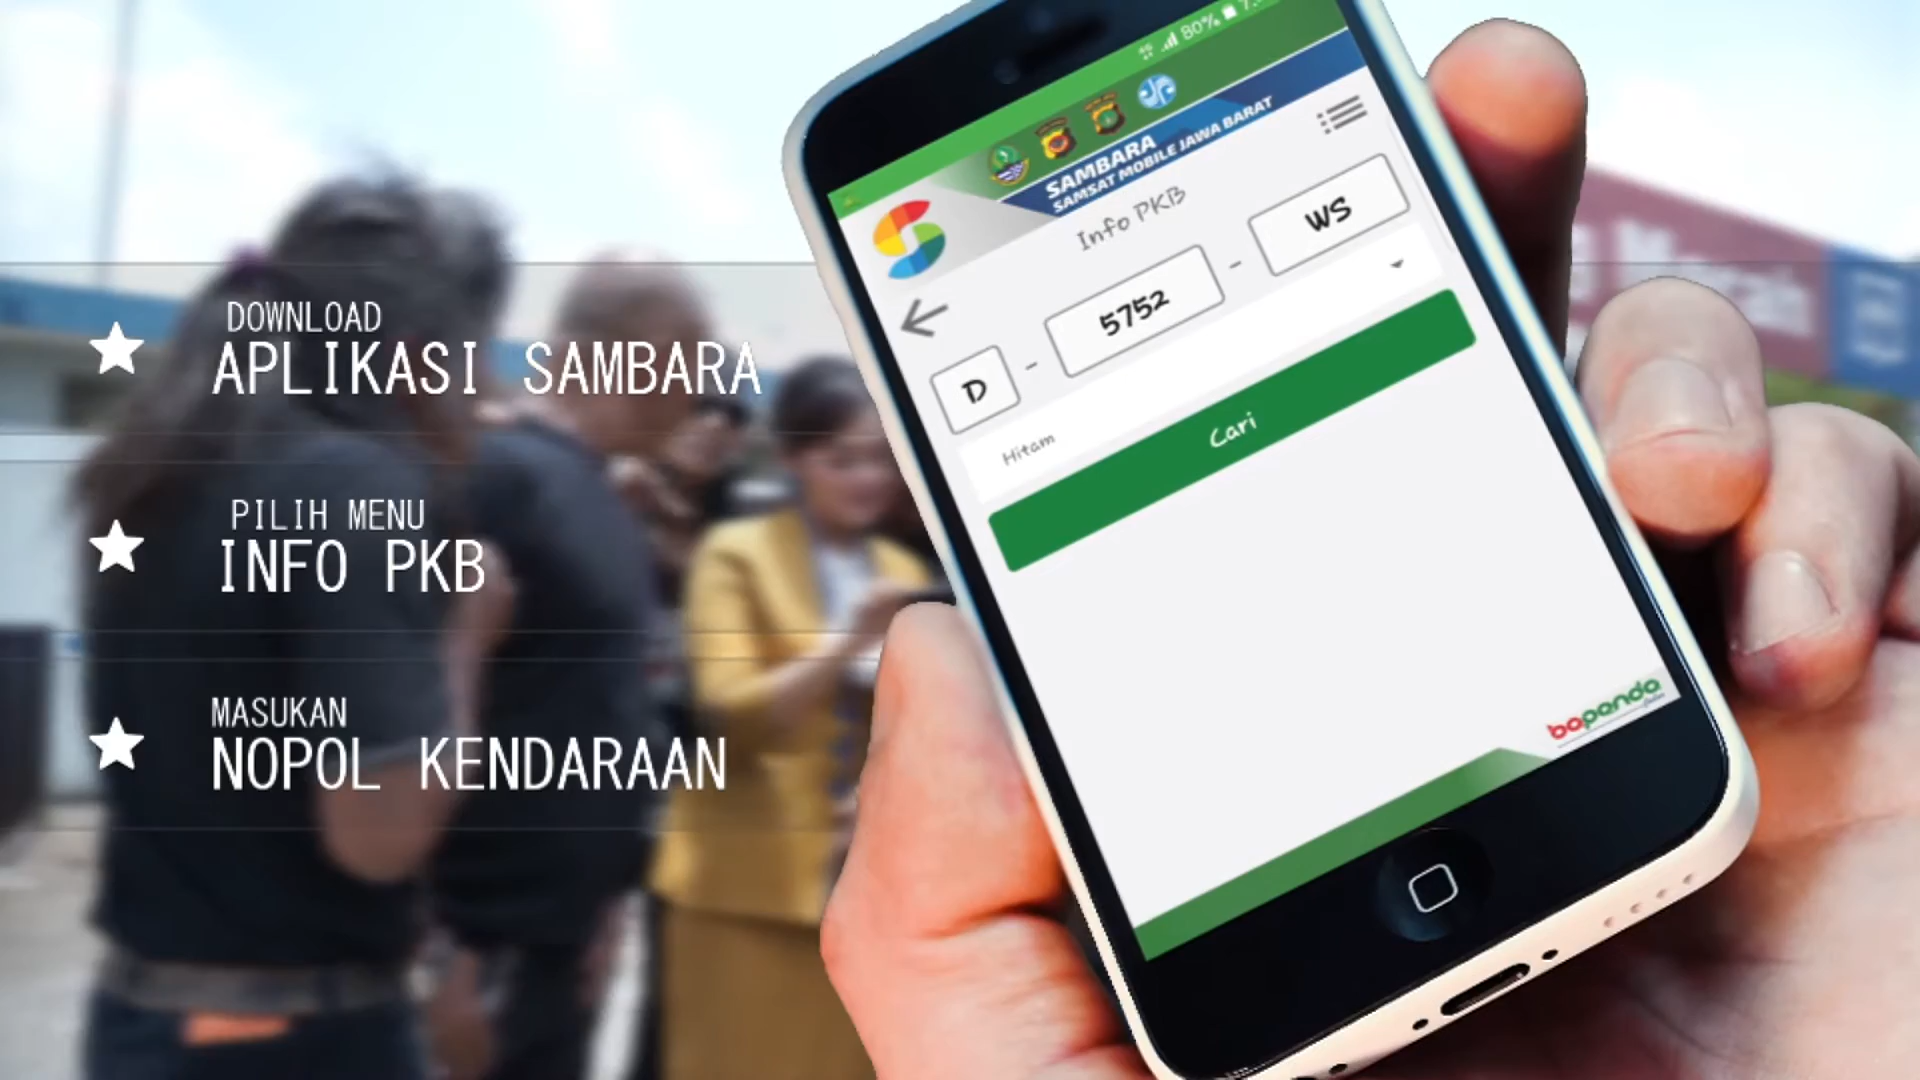 DOWNLOAD
APLIKASI SAMBARA
PILIH MENU
INFO PKB
MASUKAN
NOPOL KENDARAAN
80%
SAMBARA
SAMSAT MOBILE JAWA BARAT
Info PKB
D - 5752 - WS
Hitam
Cari
bapenda